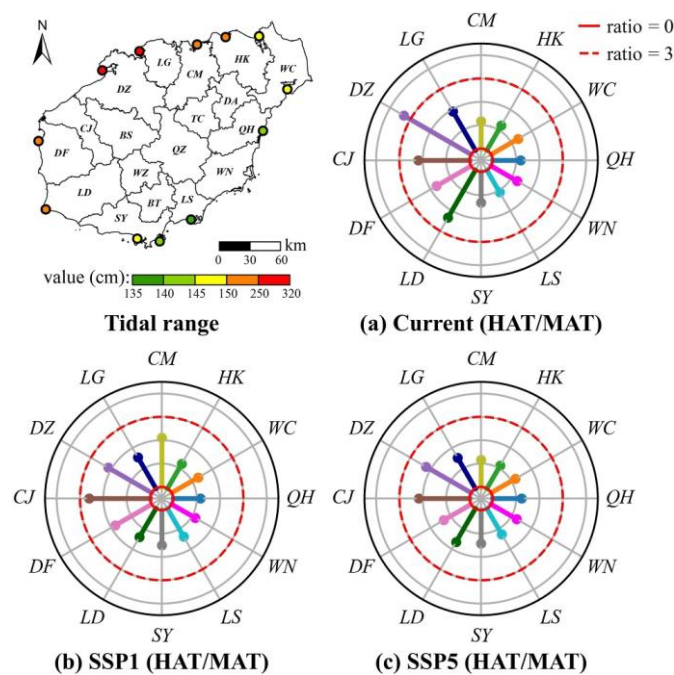 N
LG
CM
HK
WC
DZ
DA
TC
QH
CJ
BS
DF
QZ
WZ
WN
LD
BT
LS
SY
km
0 30 60
value (cm)
135 140 145 150 250 320
Tidal range
ratio = 0
ratio = 3
CM
LG HK
DZ WC
CJ QH
DF WN
LD LS
SY
(a) Current (HAT/MAT)
CM
LG HK
DZ WC
CJ QH
DF WN
LD LS
SY
(b) SSP1 (HAT/MAT)
CM
LG HK
DZ WC
CJ QH
DF WN
LD LS
SY
(c) SSP5 (HAT/MAT)